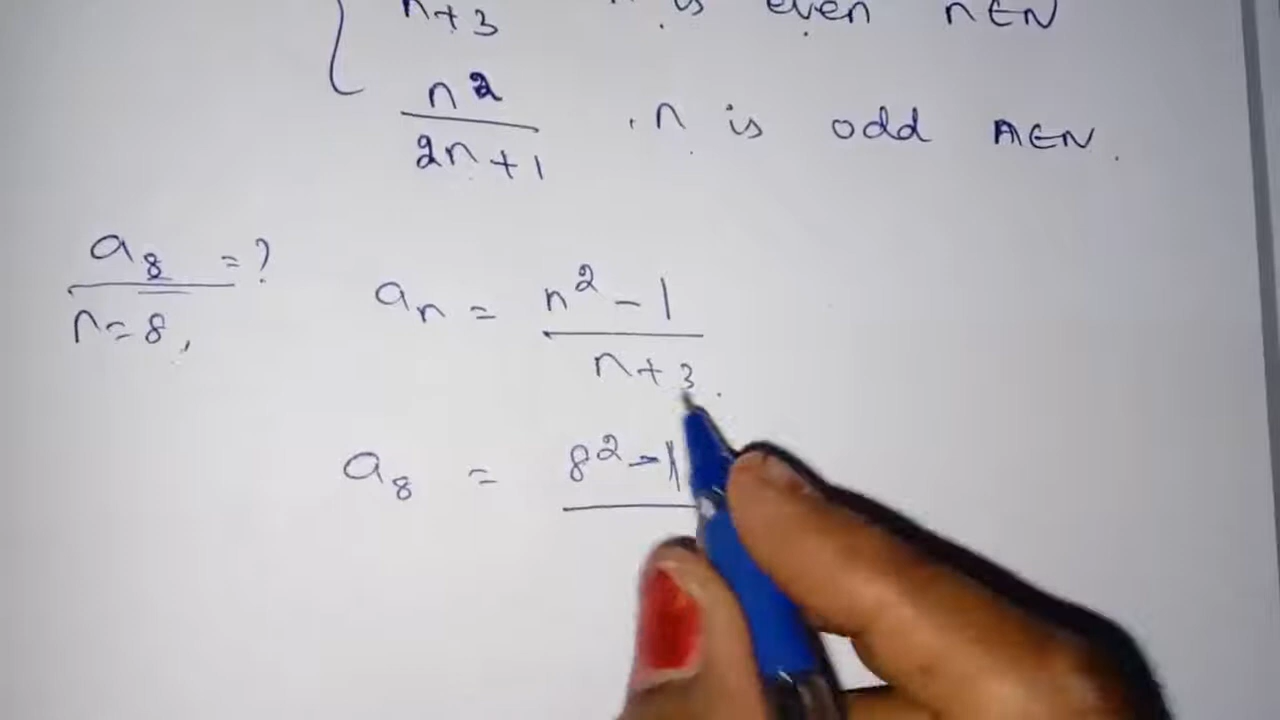 n+3 is even n∈N
n²
2n+1 , n is odd n∈N.
a₈ = ?
n=8,
aₙ = n² - 1
n+3.
a₈ = 8² - 1